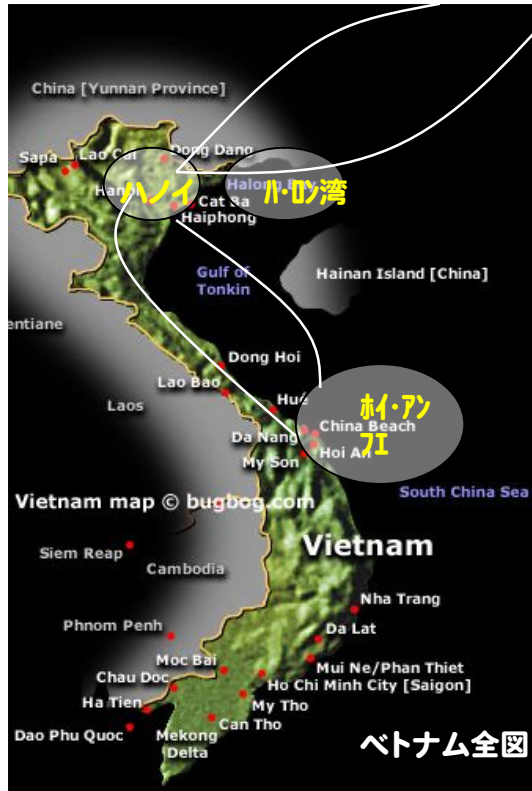 China [Yunnan Province]
Dong Dang
Sapa
Lao Cai
Hanoi
ハノイ
Halong Bay
ハ・ロン湾
Cat Ba
Haiphong
Gulf of
Tonkin
Hainan Island [China]
entiane
Dong Hoi
Lao Bao
Laos
Hué
ホイ・アン
フエ
China Beach
Da Nang
Hoi An
My Son
South China Sea
Vietnam map © bugbog.com
Vietnam
Siem Reap
Cambodia
Nha Trang
Phnom Penh
Da Lat
Moc Bai
Mui Ne/Phan Thiet
Chau Doc
Ho Chi Minh City [Saigon]
Ha Tien
My Tho
Can Tho
Dao Phu Quoc
Mekong
Delta
ベトナム全図